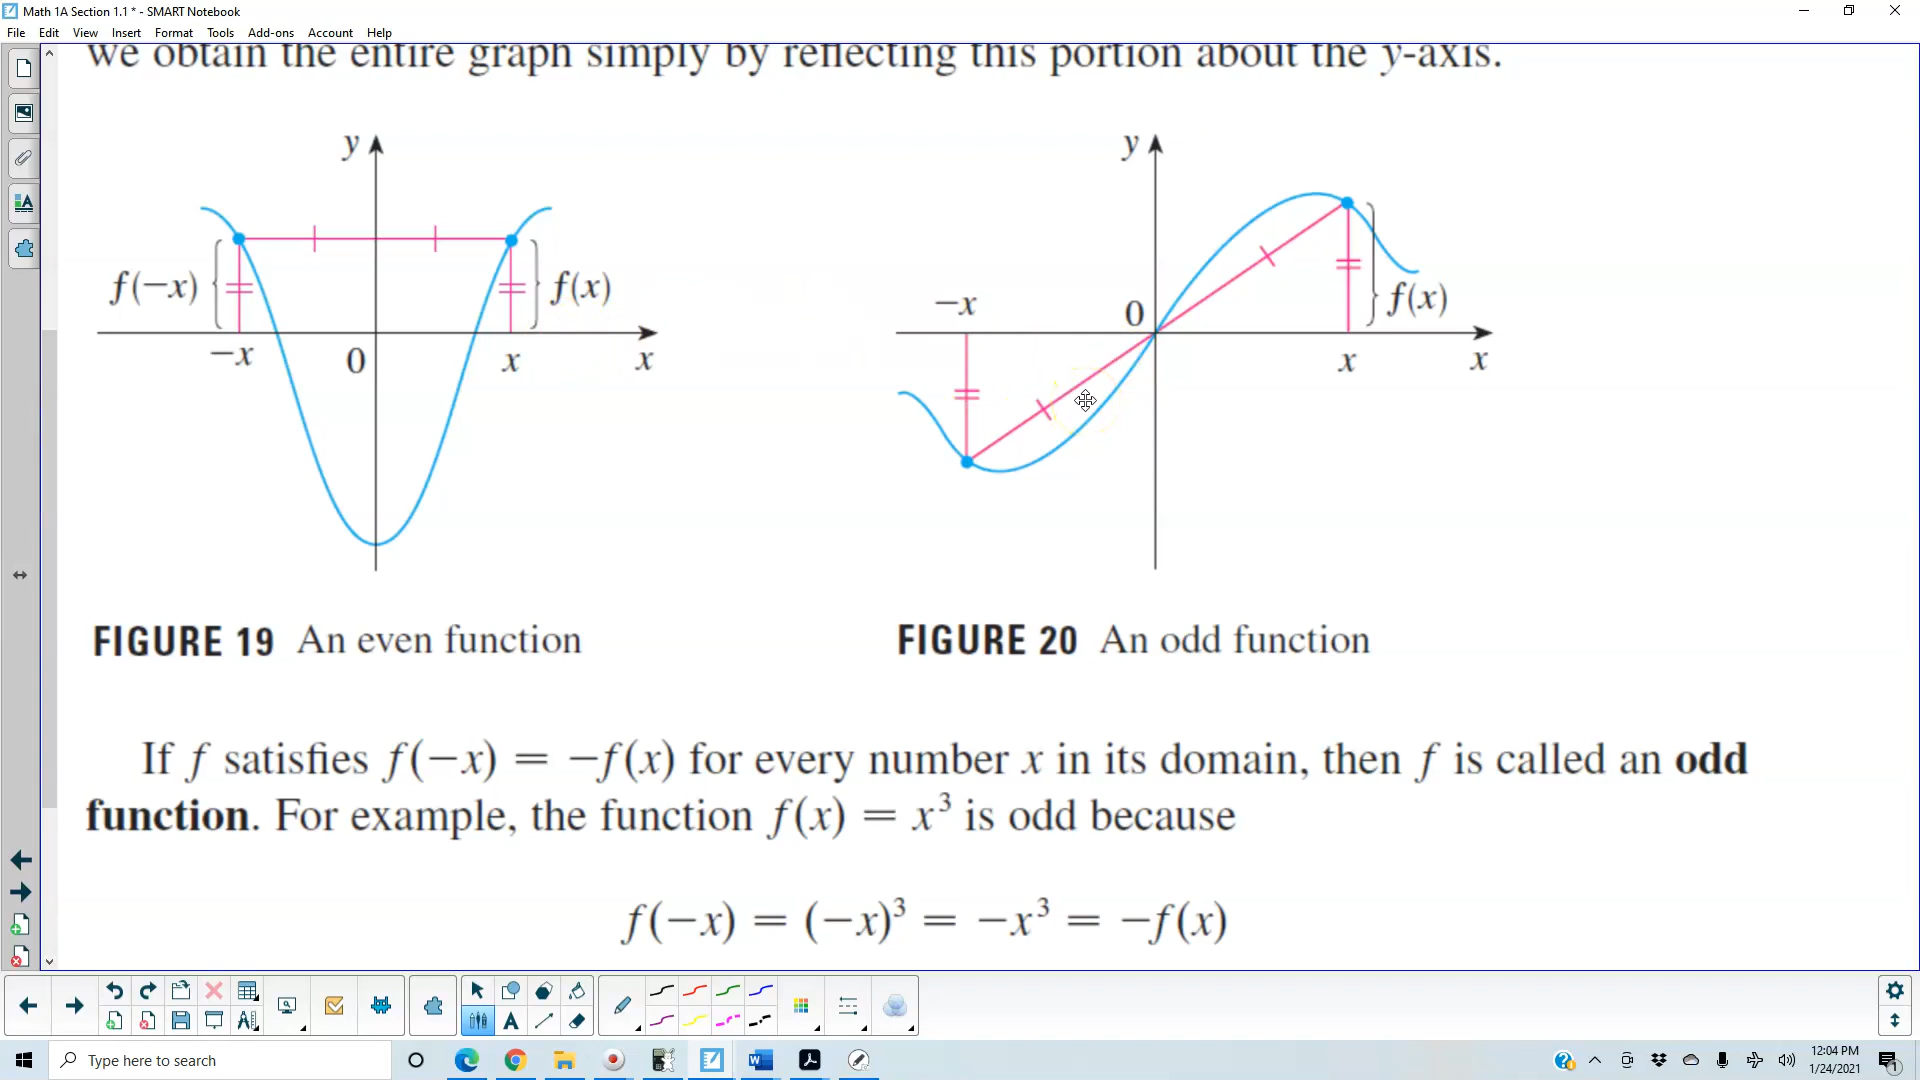 Math 1A Section 1.1 * - SMART Notebook
File Edit View Insert Format Tools Add-ons Account Help
we obtain the entire graph simply by reflecting this portion about the y-axis.
y
f(−x)
f(x)
−x
0
x
x
y
−x
0
f(x)
x
x
FIGURE 19 An even function
FIGURE 20 An odd function
If f satisfies f(−x) = −f(x) for every number x in its domain, then f is called an odd
function. For example, the function f(x) = x³ is odd because
f(−x) = (−x)³ = −x³ = −f(x)
Type here to search
12:04 PM
1/24/2021